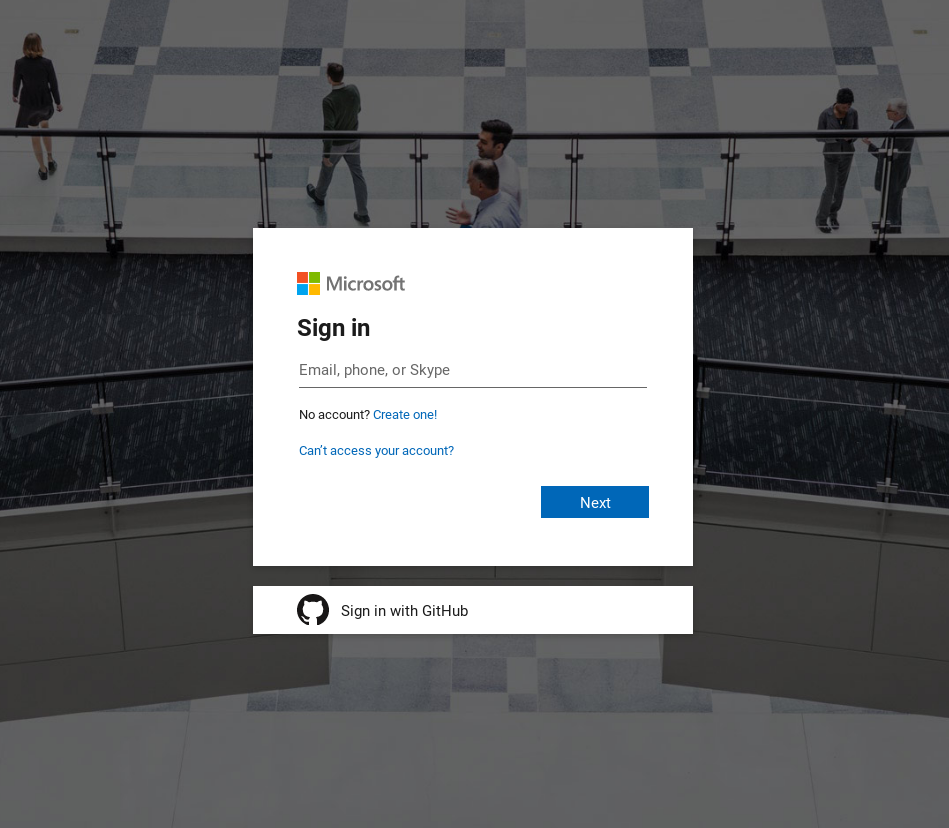 Microsoft
Sign in
Email, phone, or Skype
No account? Create one!
Can’t access your account?
Next
Sign in with GitHub